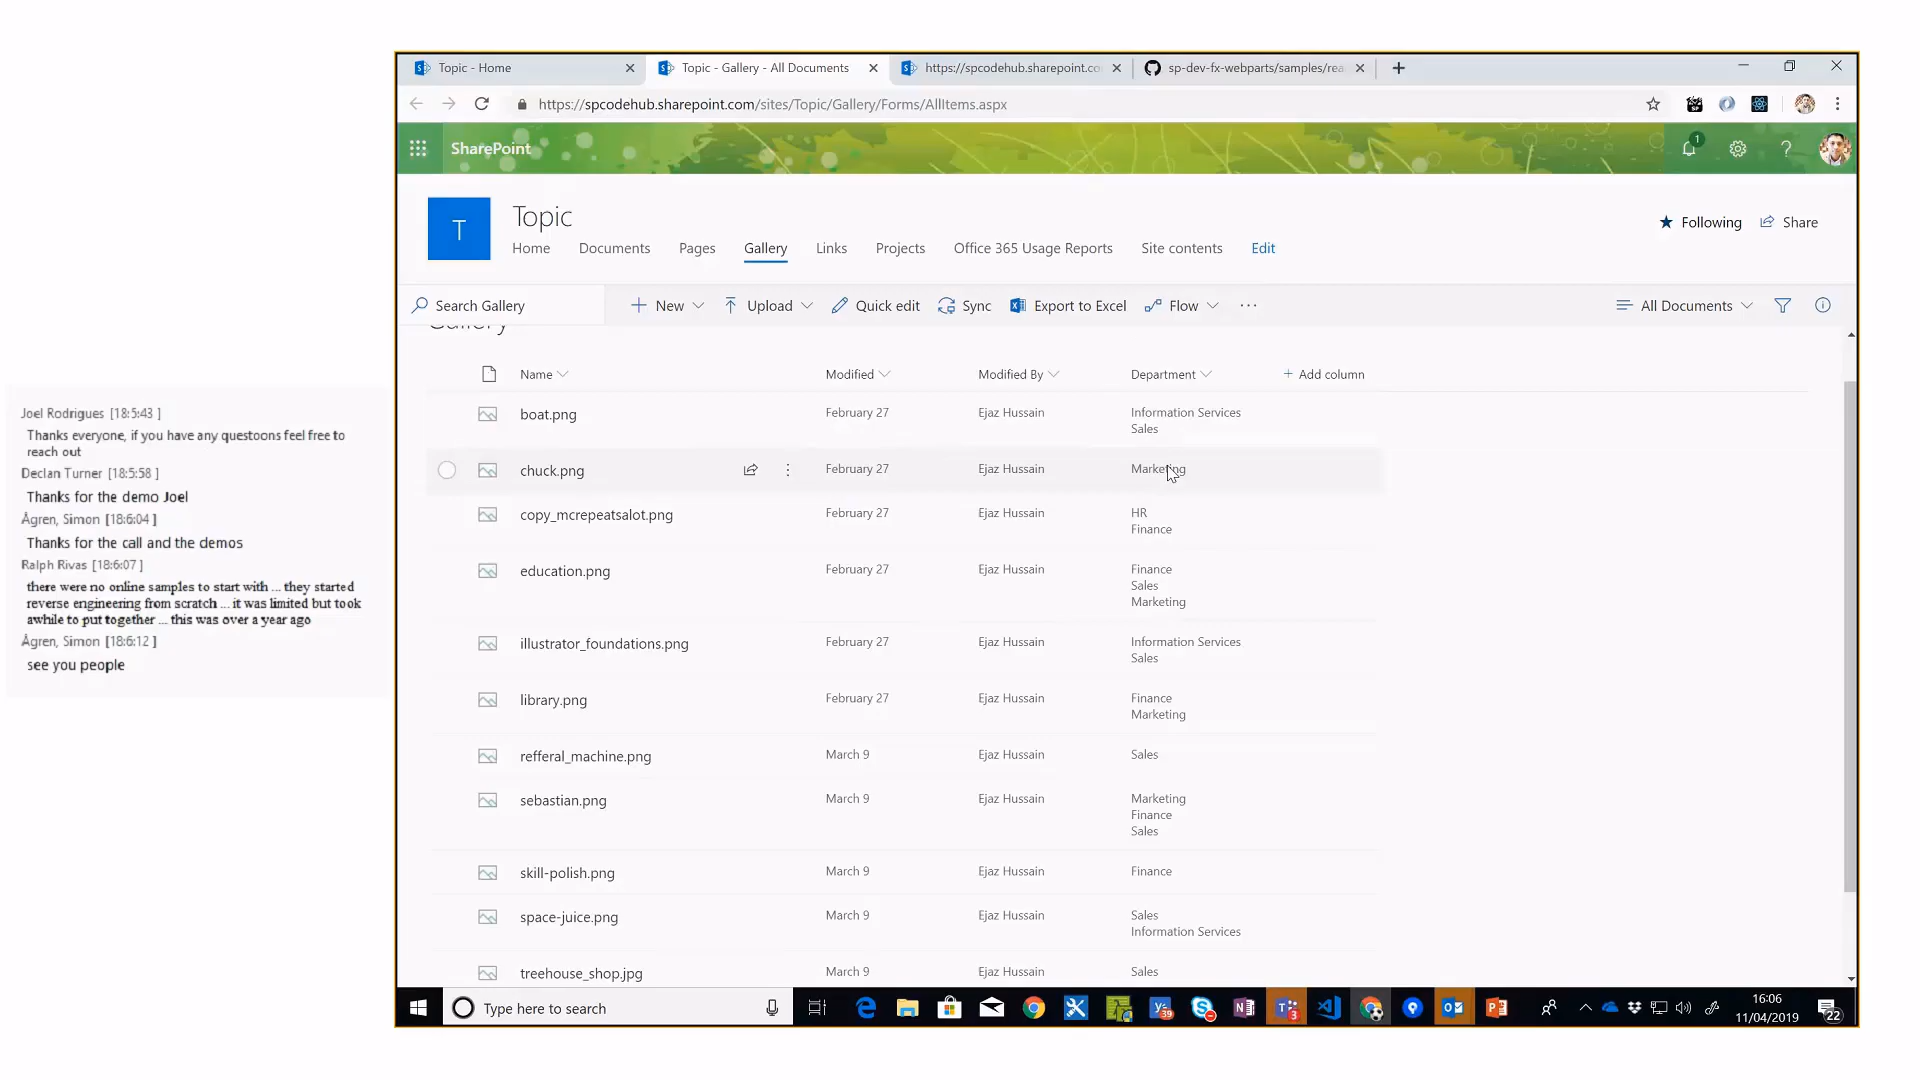 Topic - Home
Topic - Gallery - All Documents
https://spcodehub.sharepoint.co
sp-dev-fx-webparts/samples/rea
https://spcodehub.sharepoint.com/sites/Topic/Gallery/Forms/AllItems.aspx
SharePoint
1
T
Topic
Following
Share
Home
Documents
Pages
Gallery
Links
Projects
Office 365 Usage Reports
Site contents
Edit
Search Gallery
New
Upload
Quick edit
Sync
Export to Excel
Flow
All Documents
Gallery
Name
Modified
Modified By
Department
+ Add column
boat.png
February 27
Ejaz Hussain
Information Services
Sales
chuck.png
February 27
Ejaz Hussain
Marketing
copy_mcrepeatsalot.png
February 27
Ejaz Hussain
HR
Finance
education.png
February 27
Ejaz Hussain
Finance
Sales
Marketing
illustrator_foundations.png
February 27
Ejaz Hussain
Information Services
Sales
library.png
February 27
Ejaz Hussain
Finance
Marketing
refferal_machine.png
March 9
Ejaz Hussain
Sales
sebastian.png
March 9
Ejaz Hussain
Marketing
Finance
Sales
skill-polish.png
March 9
Ejaz Hussain
Finance
space-juice.png
March 9
Ejaz Hussain
Sales
Information Services
treehouse_shop.jpg
March 9
Ejaz Hussain
Sales
Joel Rodrigues [18:5:43 ]
Thanks everyone, if you have any questoons feel free to
reach out
Declan Turner [18:5:58 ]
Thanks for the demo Joel
Ågren, Simon [18:6:04 ]
Thanks for the call and the demos
Ralph Rivas [18:6:07 ]
there were no online samples to start with ... they started
reverse engineering from scratch ... it was limited but took
awhile to put together ... this was over a year ago
Ågren, Simon [18:6:12 ]
see you people
Type here to search
39
3
16:06
11/04/2019
22